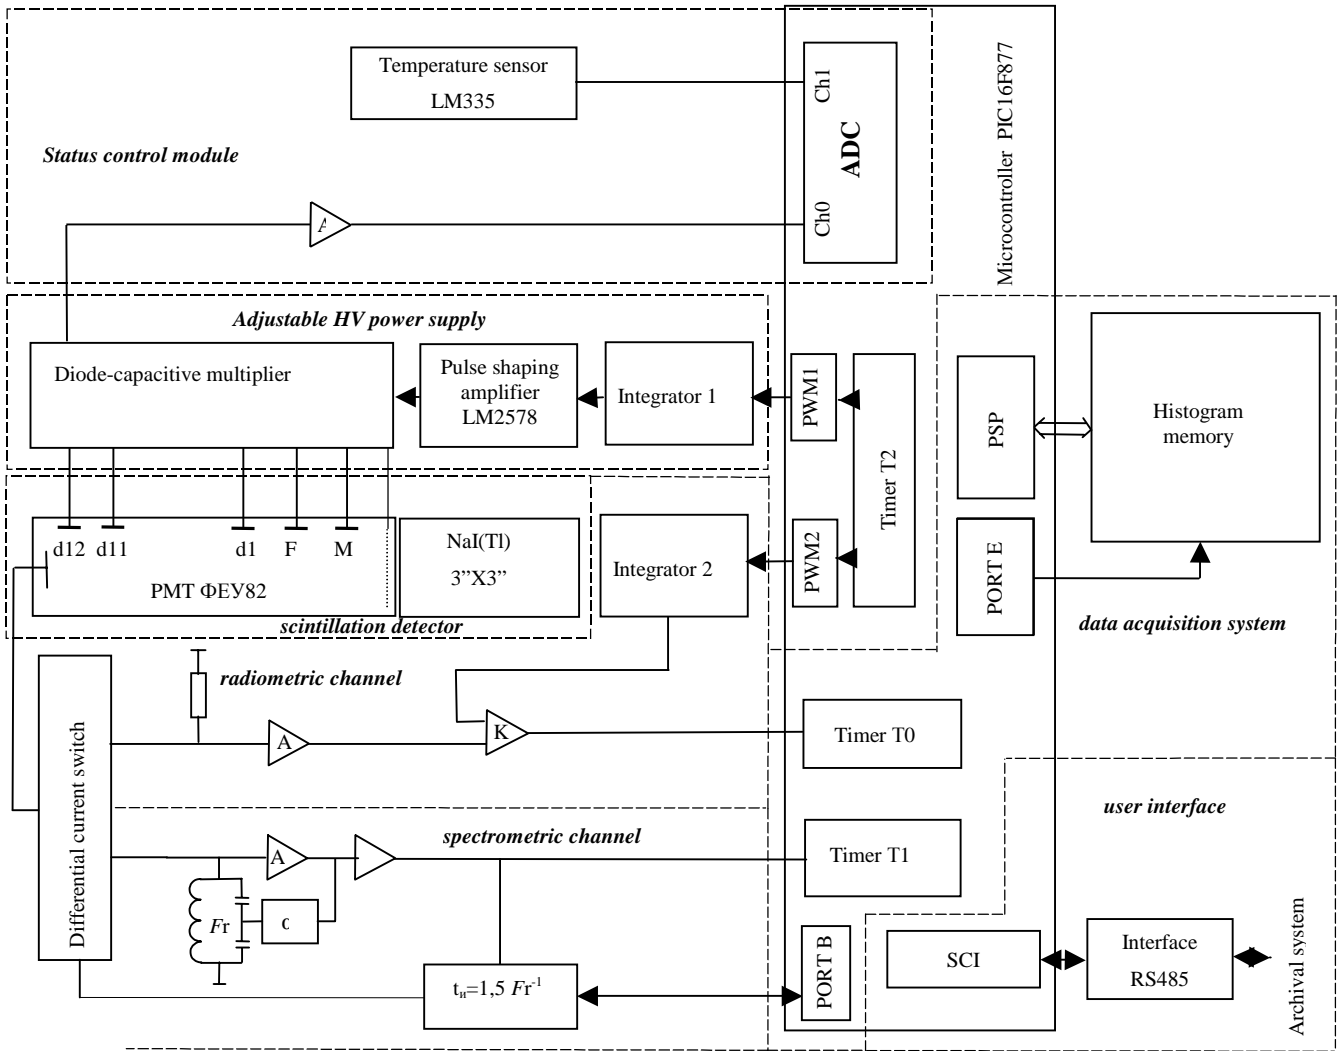 Temperature sensor
LM335
Ch1
ADC
Ch0
Microcontroller PIC16F877
Status control module
A
Adjustable HV power supply
Diode-capacitive multiplier
Pulse shaping
amplifier
LM2578
Integrator 1
PWM1
Timer T2
PSP
Histogram
memory
d12 d11 d1 F M
PMT ФЕУ82
NaI(Tl)
3”X3”
scintillation detector
Integrator 2
PWM2
PORT E
data acquisition system
Differential current switch
radiometric channel
A
K
Timer T0
user interface
spectrometric channel
A
Timer T1
Fr
tи=1,5 Fr-1
PORT B
SCI
Interface
RS485
Archival system